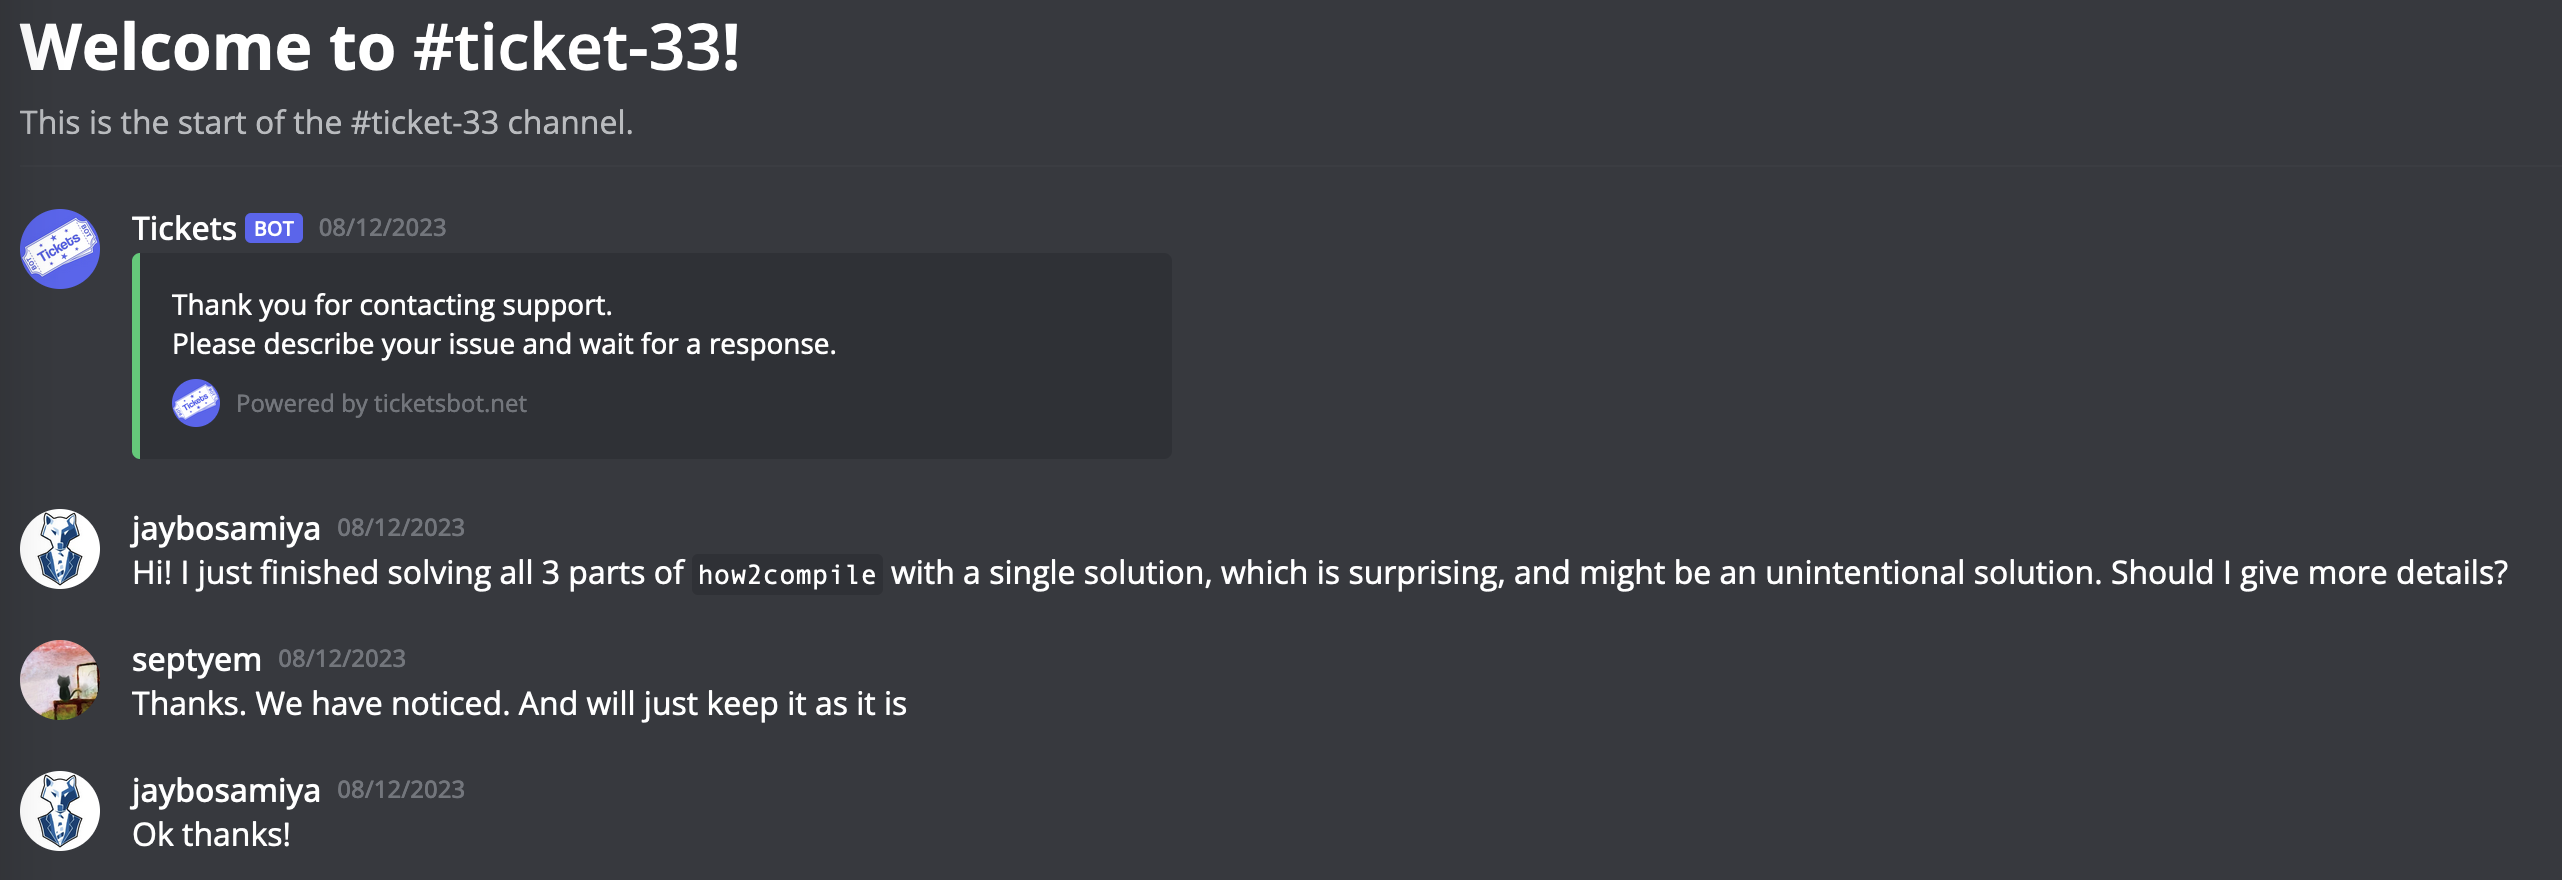 Welcome to #ticket-33!
This is the start of the #ticket-33 channel.
Tickets BOT 08/12/2023
Thank you for contacting support.
Please describe your issue and wait for a response.
Powered by ticketsbot.net
jaybosamiya 08/12/2023
Hi! I just finished solving all 3 parts of how2compile with a single solution, which is surprising, and might be an unintentional solution. Should I give more details?
septyem 08/12/2023
Thanks. We have noticed. And will just keep it as it is
jaybosamiya 08/12/2023
Ok thanks!